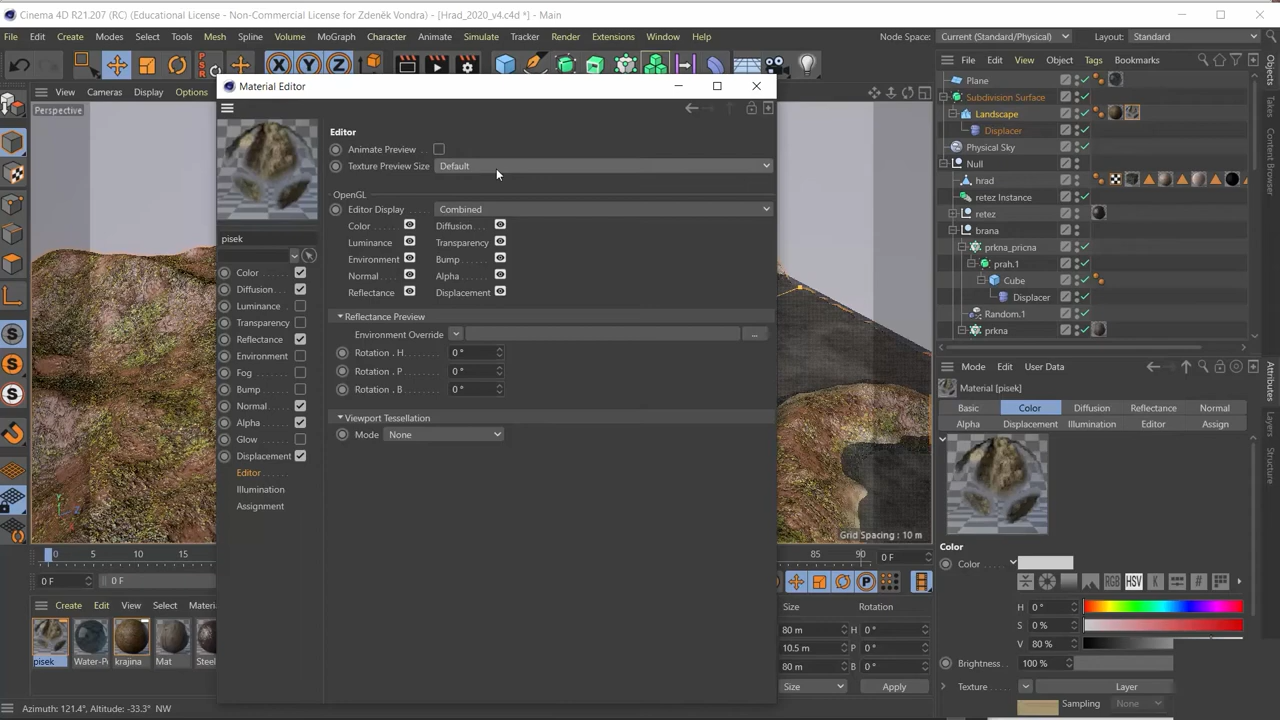 Cinema 4D R21.207 (RC) (Educational License - Non-Commercial License for Zdeněk Vondra) - [Hrad_2020_v4.c4d *] - Main
File Edit Create Modes Select Tools Mesh Spline Volume MoGraph Character Animate Simulate Tracker Render Extensions Window Help
Node Space: Current (Standard/Physical) Layout: Standard
X Y Z
File Edit View Object Tags Bookmarks
View Cameras Display Options
Perspective
Material Editor
Editor
Animate Preview
Texture Preview Size Default
OpenGL
Editor Display Combined
Color Diffusion
Luminance Transparency
Environment Bump
Normal Alpha
Reflectance Displacement
Reflectance Preview
Environment Override ...
Rotation . H 0 °
Rotation . P 0 °
Rotation . B 0 °
Viewport Tessellation
Mode None
pisek
Color
Diffusion
Luminance
Transparency
Reflectance
Environment
Fog
Bump
Normal
Alpha
Glow
Displacement
Editor
Illumination
Assignment
Plane
Subdivision Surface
Landscape
Displacer
Physical Sky
Null
hrad
retez Instance
retez
brana
prkna_pricna
prah.1
Cube
Displacer
Random.1
prkna
Objects
Takes
Content Browser
Attributes
Layers
Structure
Mode Edit User Data
Material [pisek]
Basic Color Diffusion Reflectance Normal
Alpha Displacement Illumination Editor Assign
Color
Color
RGB HSV K #
H 0 °
S 0 %
V 80 %
Brightness 100 %
Texture Layer
Sampling None
Grid Spacing : 10 m
0 5 10 15 85 90 0 F
0 F 0 F
P
Create Edit View Select
pisek krajina Mat
Size Rotation
80 m H 0 °
10.5 m P 0 °
80 m B 0 °
Size Apply
Azimuth: 121.4°, Altitude: -33.3° NW